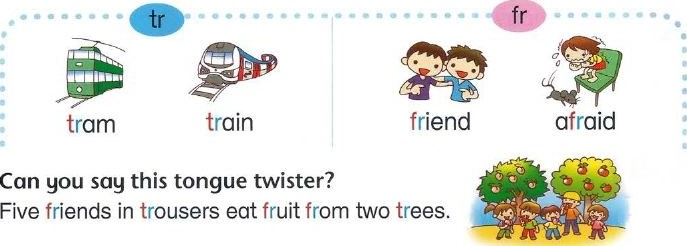 tr fr
tram train friend afraid
Can you say this tongue twister?
Five friends in trousers eat fruit from two trees.